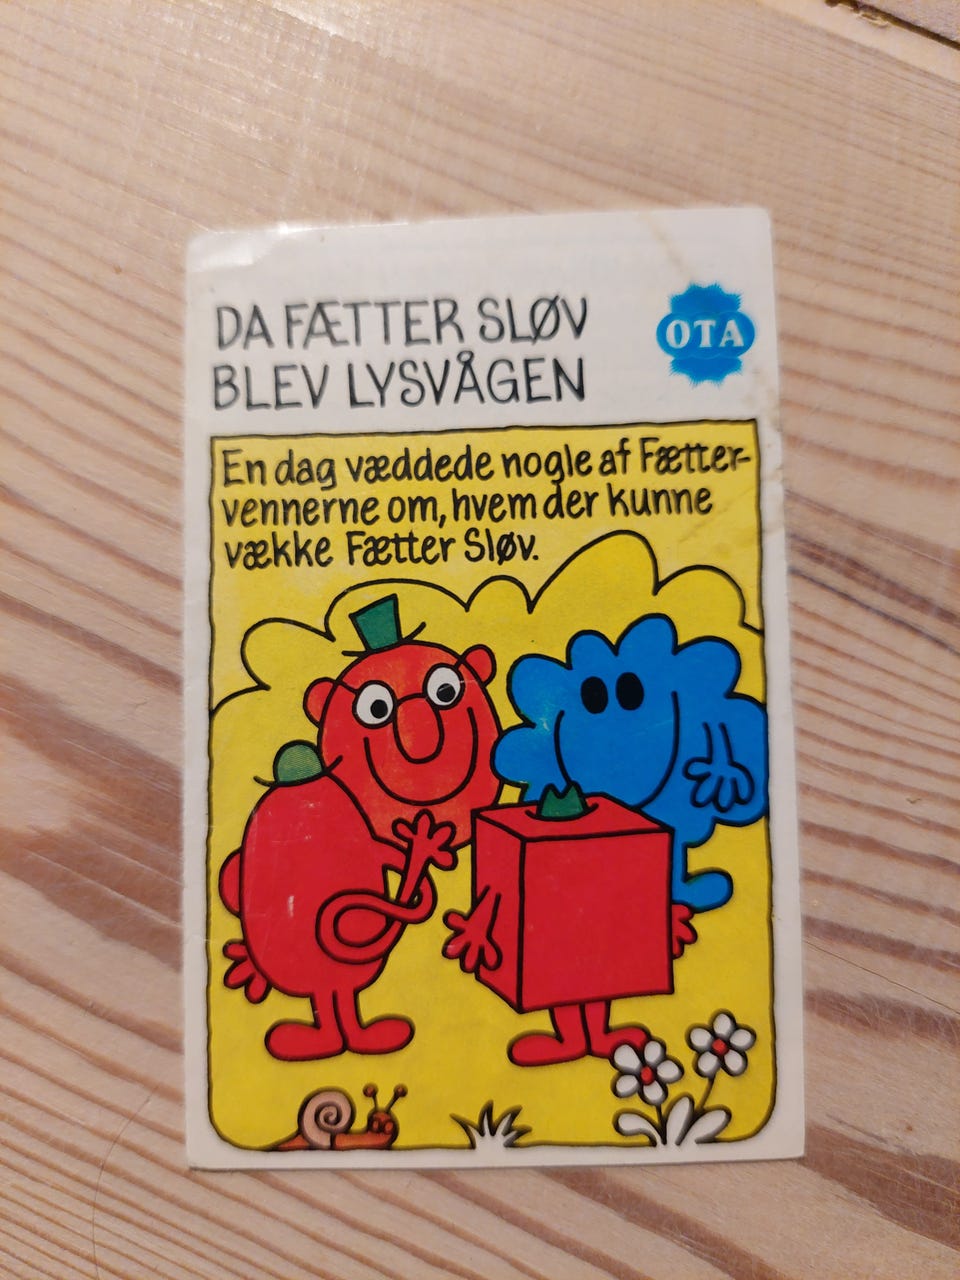 DA FÆTTER SLØV
BLEV LYSVÅGEN
OTA
En dag væddede nogle af Fætter-
vennerne om, hvem der kunne
vække Fætter Sløv.